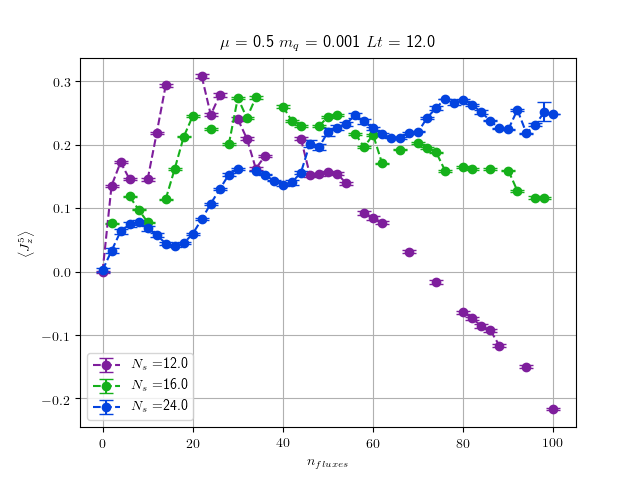 μ = 0.5 m_q = 0.001 Lt = 12.0
⟨J_z^5⟩
0.3
0.2
0.1
0.0
−0.1
−0.2
N_s =12.0
N_s =16.0
N_s =24.0
0 20 40 60 80 100
n_fluxes